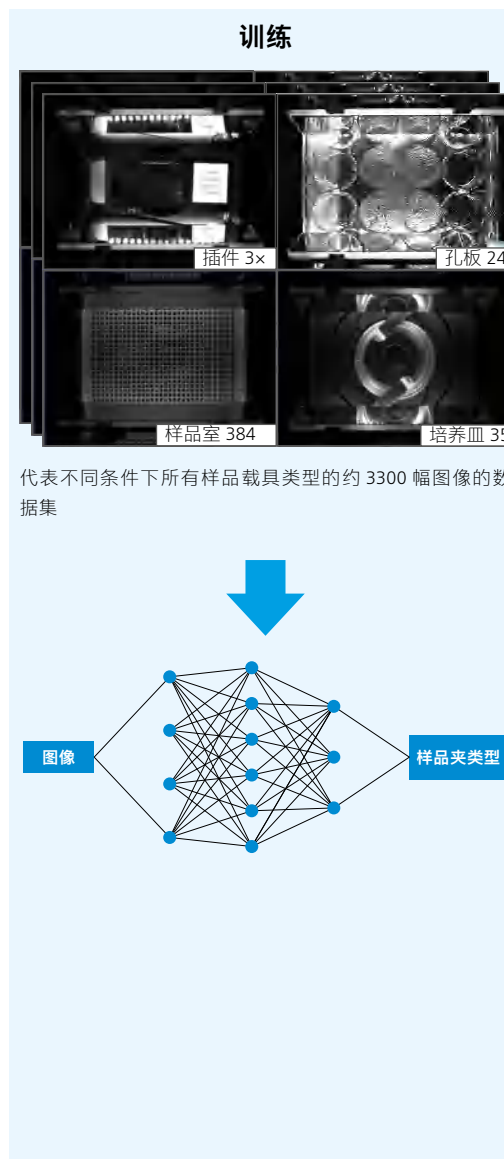 训练
插件 3×
孔板 24
样品室 384
培养皿 35
代表不同条件下所有样品载具类型的约 3300 幅图像的数
据集
图像
样品夹类型